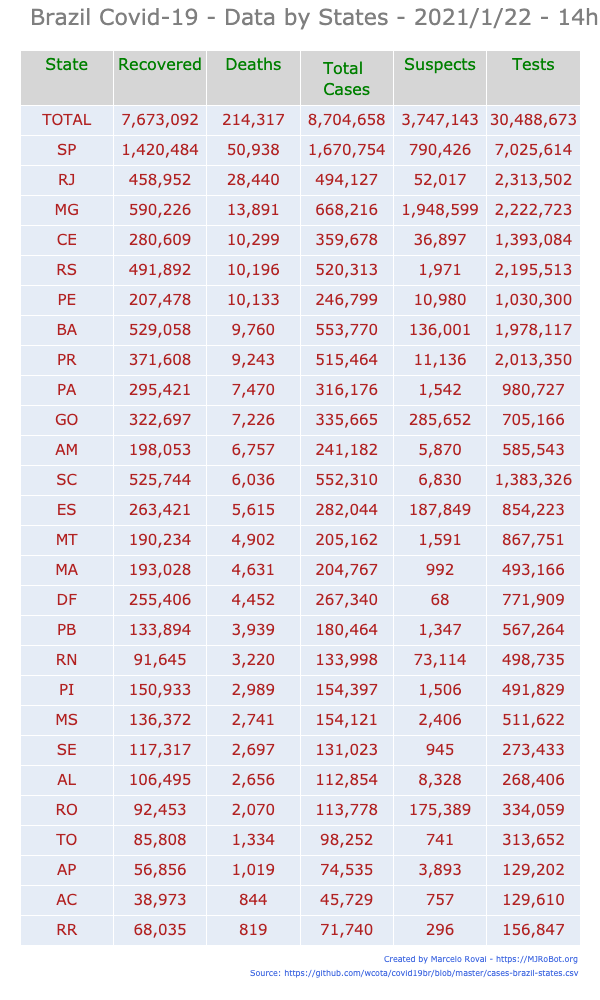 Brazil Covid-19 - Data by States - 2021/1/22 - 14h
State Recovered Deaths Total Cases Suspects Tests
TOTAL 7,673,092 214,317 8,704,658 3,747,143 30,488,673
SP 1,420,484 50,938 1,670,754 790,426 7,025,614
RJ 458,952 28,440 494,127 52,017 2,313,502
MG 590,226 13,891 668,216 1,948,599 2,222,723
CE 280,609 10,299 359,678 36,897 1,393,084
RS 491,892 10,196 520,313 1,971 2,195,513
PE 207,478 10,133 246,799 10,980 1,030,300
BA 529,058 9,760 553,770 136,001 1,978,117
PR 371,608 9,243 515,464 11,136 2,013,350
PA 295,421 7,470 316,176 1,542 980,727
GO 322,697 7,226 335,665 285,652 705,166
AM 198,053 6,757 241,182 5,870 585,543
SC 525,744 6,036 552,310 6,830 1,383,326
ES 263,421 5,615 282,044 187,849 854,223
MT 190,234 4,902 205,162 1,591 867,751
MA 193,028 4,631 204,767 992 493,166
DF 255,406 4,452 267,340 68 771,909
PB 133,894 3,939 180,464 1,347 567,264
RN 91,645 3,220 133,998 73,114 498,735
PI 150,933 2,989 154,397 1,506 491,829
MS 136,372 2,741 154,121 2,406 511,622
SE 117,317 2,697 131,023 945 273,433
AL 106,495 2,656 112,854 8,328 268,406
RO 92,453 2,070 113,778 175,389 334,059
TO 85,808 1,334 98,252 741 313,652
AP 56,856 1,019 74,535 3,893 129,202
AC 38,973 844 45,729 757 129,610
RR 68,035 819 71,740 296 156,847
Created by Marcelo Rovai - https://MJRoBot.org
Source: https://github.com/wcota/covid19br/blob/master/cases-brazil-states.csv